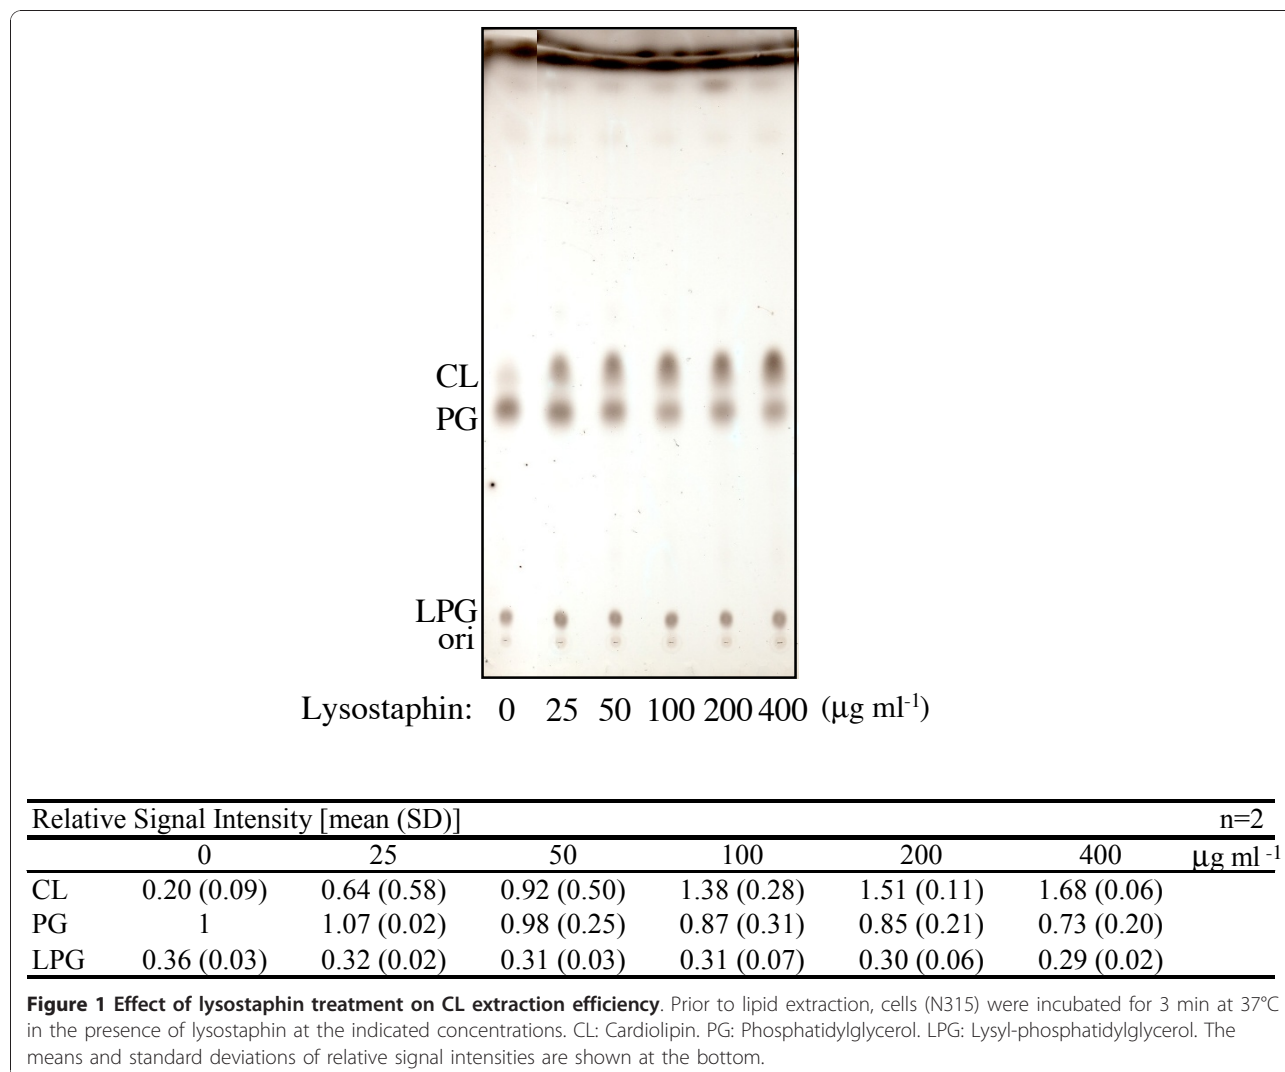 CL
PG
LPG
ori
Lysostaphin: 0 25 50 100 200 400 (µg ml-1)
Relative Signal Intensity [mean (SD)] n=2
0 25 50 100 200 400 µg ml -1
CL 0.20 (0.09) 0.64 (0.58) 0.92 (0.50) 1.38 (0.28) 1.51 (0.11) 1.68 (0.06)
PG 1 1.07 (0.02) 0.98 (0.25) 0.87 (0.31) 0.85 (0.21) 0.73 (0.20)
LPG 0.36 (0.03) 0.32 (0.02) 0.31 (0.03) 0.31 (0.07) 0.30 (0.06) 0.29 (0.02)
Figure 1 Effect of lysostaphin treatment on CL extraction efficiency. Prior to lipid extraction, cells (N315) were incubated for 3 min at 37°C
in the presence of lysostaphin at the indicated concentrations. CL: Cardiolipin. PG: Phosphatidylglycerol. LPG: Lysyl-phosphatidylglycerol. The
means and standard deviations of relative signal intensities are shown at the bottom.